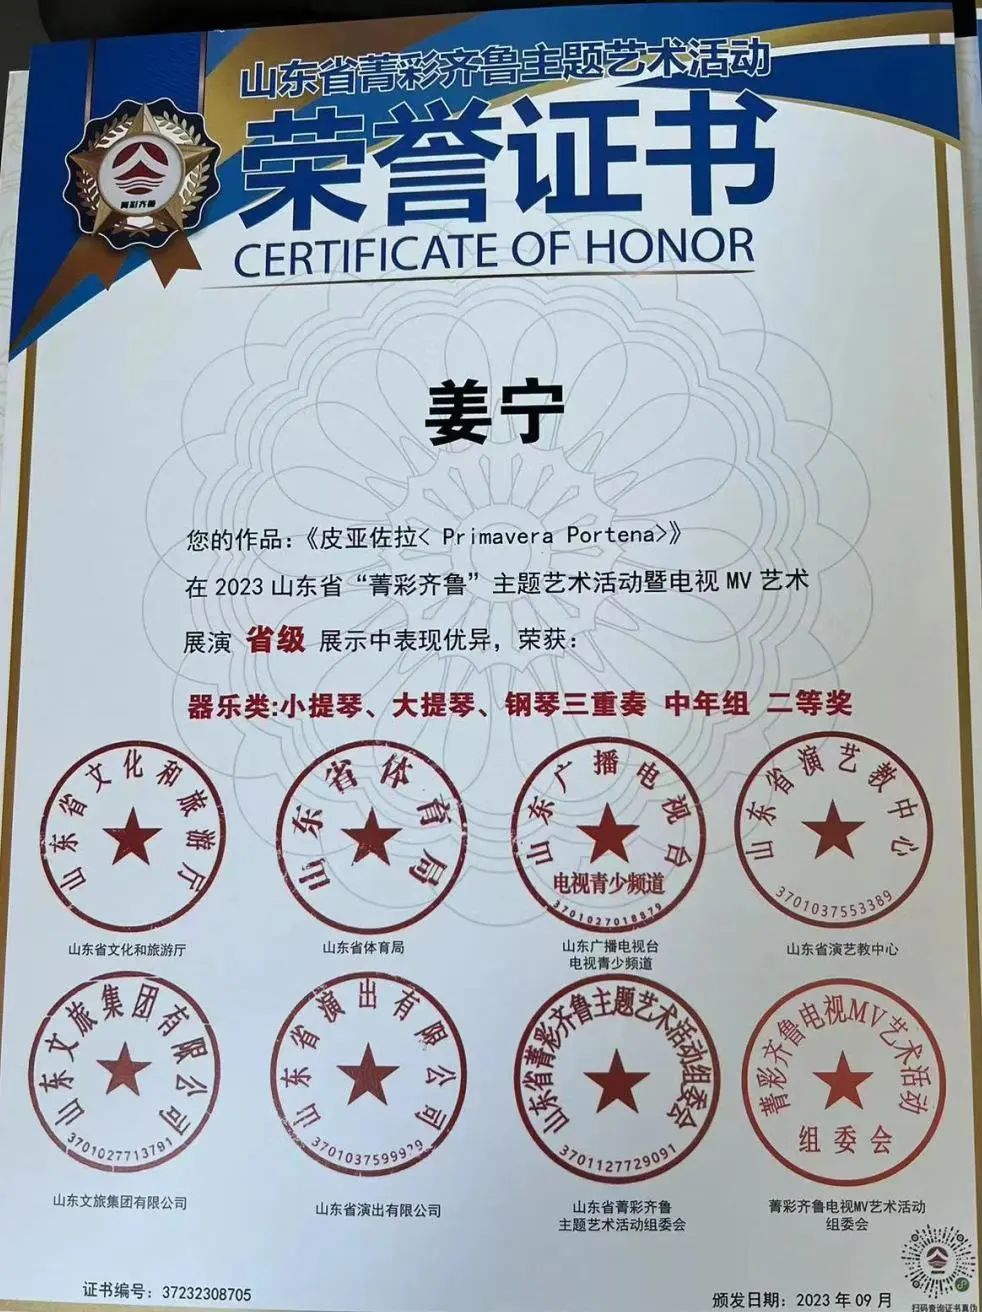 山东省菁彩齐鲁主题艺术活动
荣誉证书
CERTIFICATE OF HONOR
菁彩齐鲁
姜宁
您的作品：《皮亚佐拉< Primavera Portena>》
在 2023 山东省“菁彩齐鲁”主题艺术活动暨电视 MV 艺术
展演 省级 展示中表现优异，荣获：
器乐类:小提琴、大提琴、钢琴三重奏 中年组 二等奖
山东省文化和旅游厅
山东省体育局
山东广播电视台
电视青少频道
3701027018879
山东省演艺教中心
3701037553389
山东省文化和旅游厅
山东省体育局
山东广播电视台
电视青少频道
山东省演艺教中心
山东文旅集团有限公司
3701027713791
山东省演出有限公司
3701037599929
山东省菁彩齐鲁主题艺术活动组委会
3701127729091
菁彩齐鲁电视MV艺术活动
组委会
山东文旅集团有限公司
山东省演出有限公司
山东省菁彩齐鲁
主题艺术活动组委会
菁彩齐鲁电视MV艺术活动
组委会
证书编号：37232308705
颁发日期：2023 年 09 月
扫码查询证书真伪